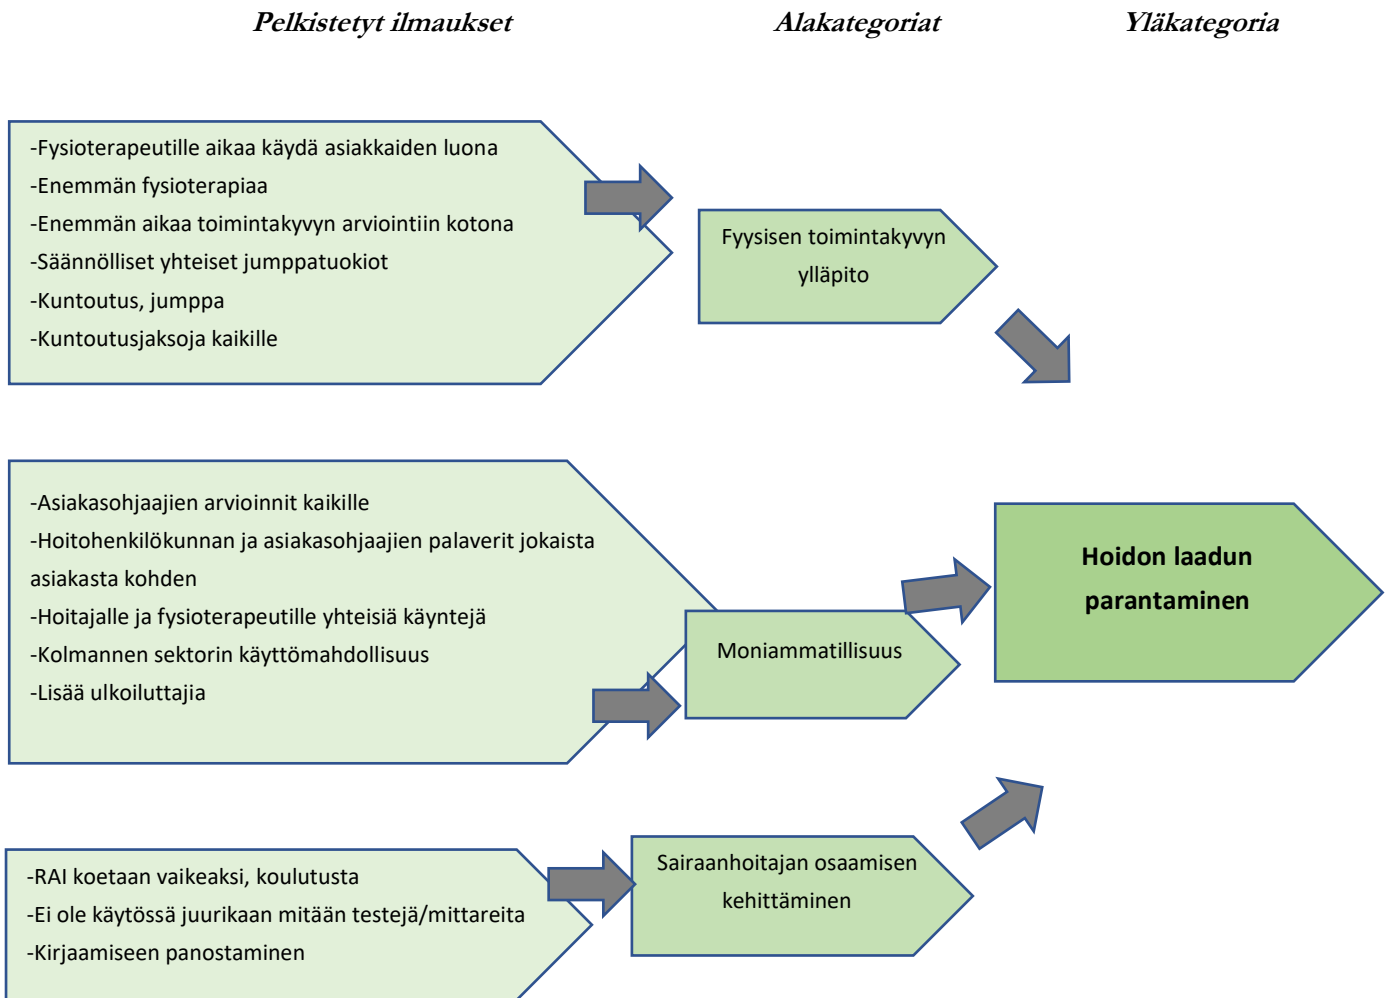 Pelkistetyt ilmaukset
Alakategoriat
Yläkategoria
-Fysioterapeutille aikaa käydä asiakkaiden luona
-Enemmän fysioterapiaa
-Enemmän aikaa toimintakyvyn arviointiin kotona
-Säännölliset yhteiset jumppatuokiot
-Kuntoutus, jumppa
-Kuntoutusjaksoja kaikille
Fyysisen toimintakyvyn
ylläpito
-Asiakasohjaajien arvioinnit kaikille
-Hoitohenkilökunnan ja asiakasohjaajien palaverit jokaista
asiakasta kohden
-Hoitajalle ja fysioterapeutille yhteisiä käyntejä
-Kolmannen sektorin käyttömahdollisuus
-Lisää ulkoiluttajia
Moniammatillisuus
Hoidon laadun
parantaminen
-RAI koetaan vaikeaksi, koulutusta
-Ei ole käytössä juurikaan mitään testejä/mittareita
-Kirjaamiseen panostaminen
Sairaanhoitajan osaamisen
kehittäminen